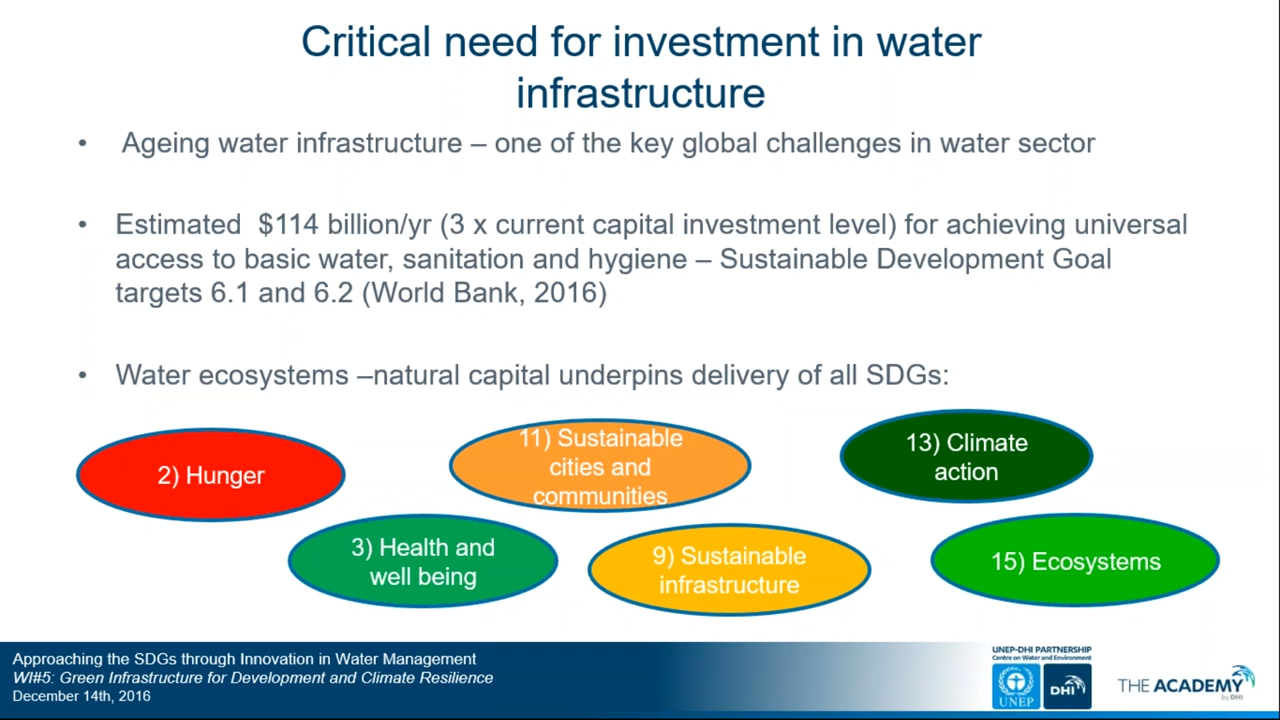 Critical need for investment in water
infrastructure
• Ageing water infrastructure – one of the key global challenges in water sector
• Estimated $114 billion/yr (3 x current capital investment level) for achieving universal
access to basic water, sanitation and hygiene – Sustainable Development Goal
targets 6.1 and 6.2 (World Bank, 2016)
• Water ecosystems –natural capital underpins delivery of all SDGs:
2) Hunger
11) Sustainable
cities and
communities
13) Climate
action
3) Health and
well being
9) Sustainable
infrastructure
15) Ecosystems
Approaching the SDGs through Innovation in Water Management
WI#5: Green Infrastructure for Development and Climate Resilience
December 14th, 2016
UNEP-DHI PARTNERSHIP
Centre on Water and Environment
UNEP
DHI
THE ACADEMY
by DHI